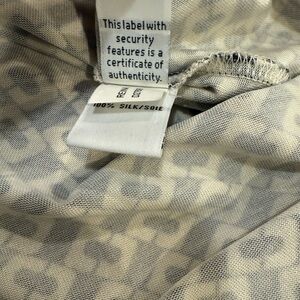 This label with
security
features is a
certificate of
authenticity.
100% SILK/SOIE